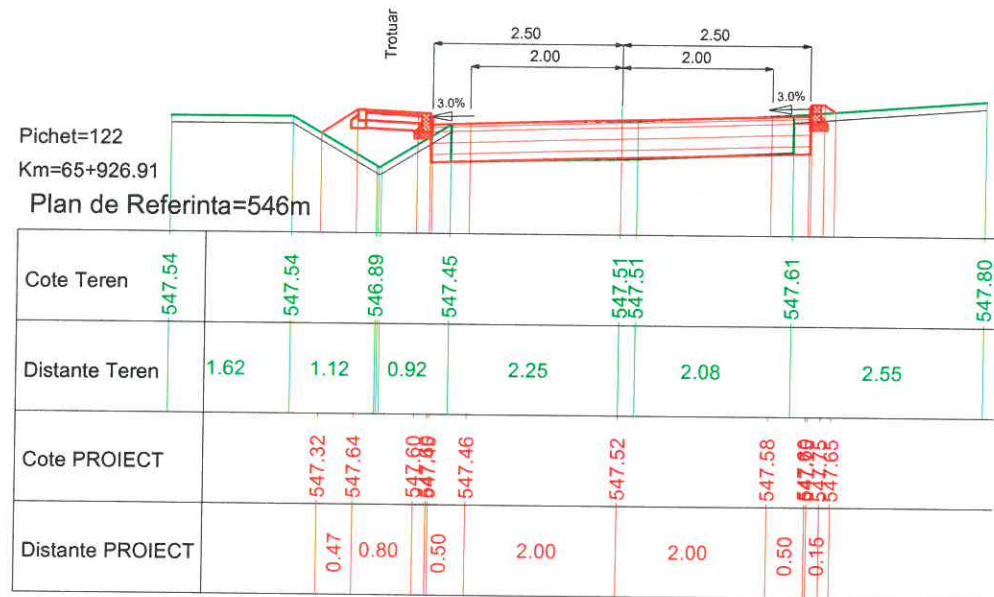 Trotuar
2.50 2.50
2.00 2.00
3.0% 3.0%
Pichet=122
Km=65+926.91
Plan de Referinta=546m
Cote Teren 547.54 547.54 546.89 547.45 547.51 547.51 547.61 547.80
Distante Teren 1.62 1.12 0.92 2.25 2.08 2.55
Cote PROIECT 547.32 547.64 547.60 547.46 547.52 547.58 547.75 547.65
Distante PROIECT 0.47 0.80 0.50 2.00 2.00 0.50 0.15